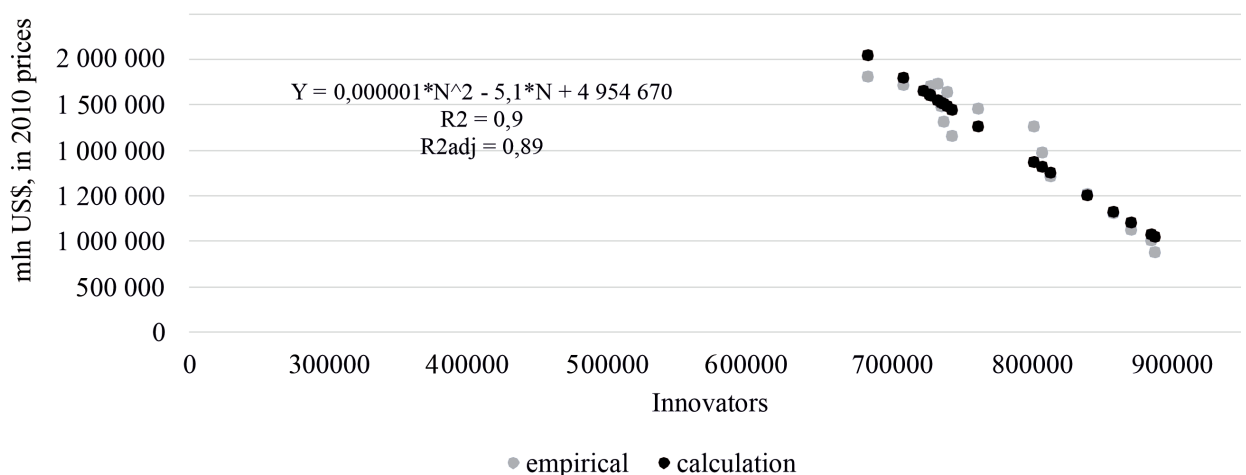 mln US$, in 2010 prices
2 000 000
1 500 000
1 000 000
1 200 000
1 000 000
500 000
0
Y = 0,000001*N^2 - 5,1*N + 4 954 670
R2 = 0,9
R2adj = 0,89
0 300000 400000 500000 600000 700000 800000 900000
Innovators
empirical calculation